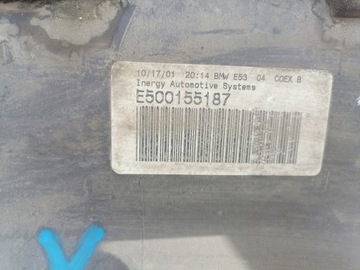 10/17/01 20:14 BMW E53 04 COEX B
Inergy Automotive Systems
E500155187